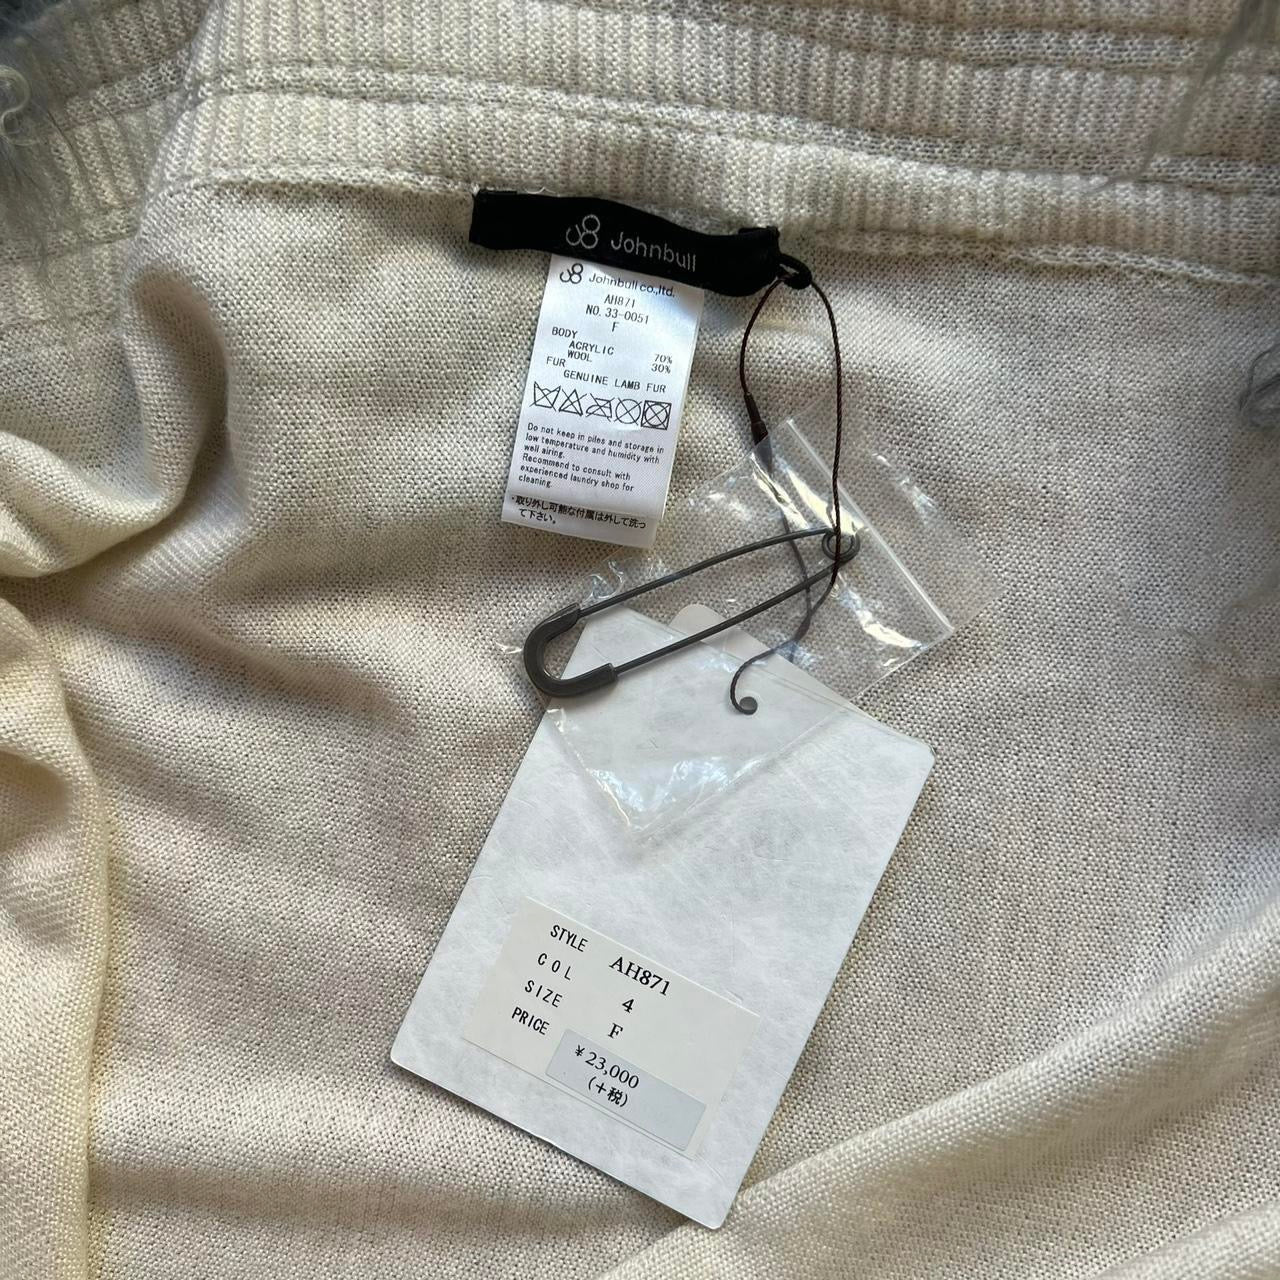 Johnbull
Johnbull co.,ltd.
AH871
NO. 33-0051
F
BODY
ACRYLIC 70%
WOOL 30%
FUR
GENUINE LAMB FUR
Do not keep in piles and storage in
low temperature and humidity with
well airing.
Recommend to consult with
experienced laundry shop for
cleaning.
・取り外し可能な付属は外して洗っ
て下さい。
STYLE AH871
COL 4
SIZE F
PRICE ¥23,000
(+税)